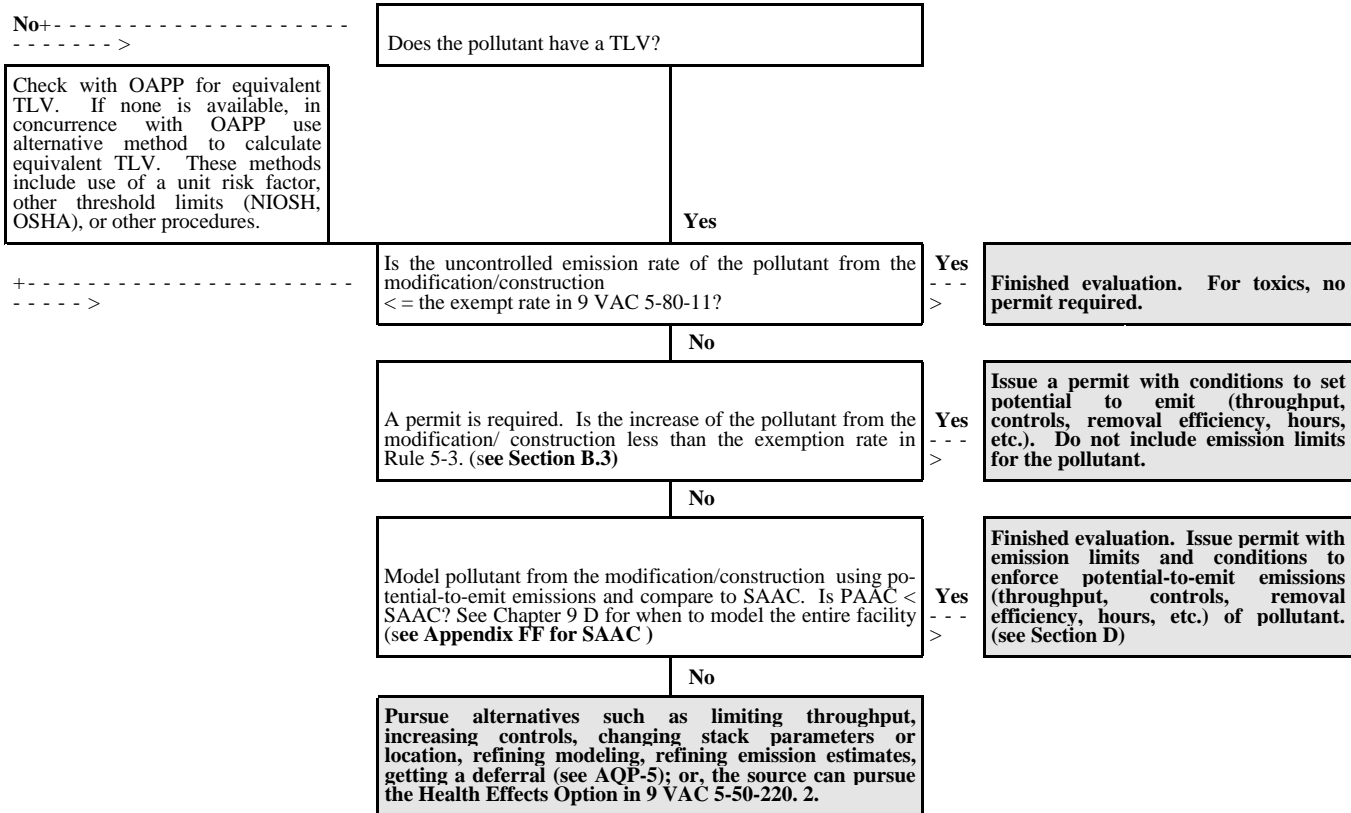 No+- - - - - - - - - - - - - - - - - - - -
- - - - - - - >
Does the pollutant have a TLV?
Check with OAPP for equivalent
TLV. If none is available, in
concurrence with OAPP use
alternative method to calculate
equivalent TLV. These methods
include use of a unit risk factor,
other threshold limits (NIOSH,
OSHA), or other procedures.
Yes
+- - - - - - - - - - - - - - - - - - - - - -
- - - - - >
Is the uncontrolled emission rate of the pollutant from the
modification/construction
< = the exempt rate in 9 VAC 5-80-11?
Yes
- - -
>
Finished evaluation. For toxics, no
permit required.
No
A permit is required. Is the increase of the pollutant from the
modification/ construction less than the exemption rate in
Rule 5-3. (see Section B.3)
Yes
- - -
>
Issue a permit with conditions to set
potential to emit (throughput,
controls, removal efficiency, hours,
etc.). Do not include emission limits
for the pollutant.
No
Model pollutant from the modification/construction using po-
tential-to-emit emissions and compare to SAAC. Is PAAC <
SAAC? See Chapter 9 D for when to model the entire facility
(see Appendix FF for SAAC )
Yes
- - -
>
Finished evaluation. Issue permit with
emission limits and conditions to
enforce potential-to-emit emissions
(throughput, controls, removal
efficiency, hours, etc.) of pollutant.
(see Section D)
No
Pursue alternatives such as limiting throughput,
increasing controls, changing stack parameters or
location, refining modeling, refining emission estimates,
getting a deferral (see AQP-5); or, the source can pursue
the Health Effects Option in 9 VAC 5-50-220. 2.